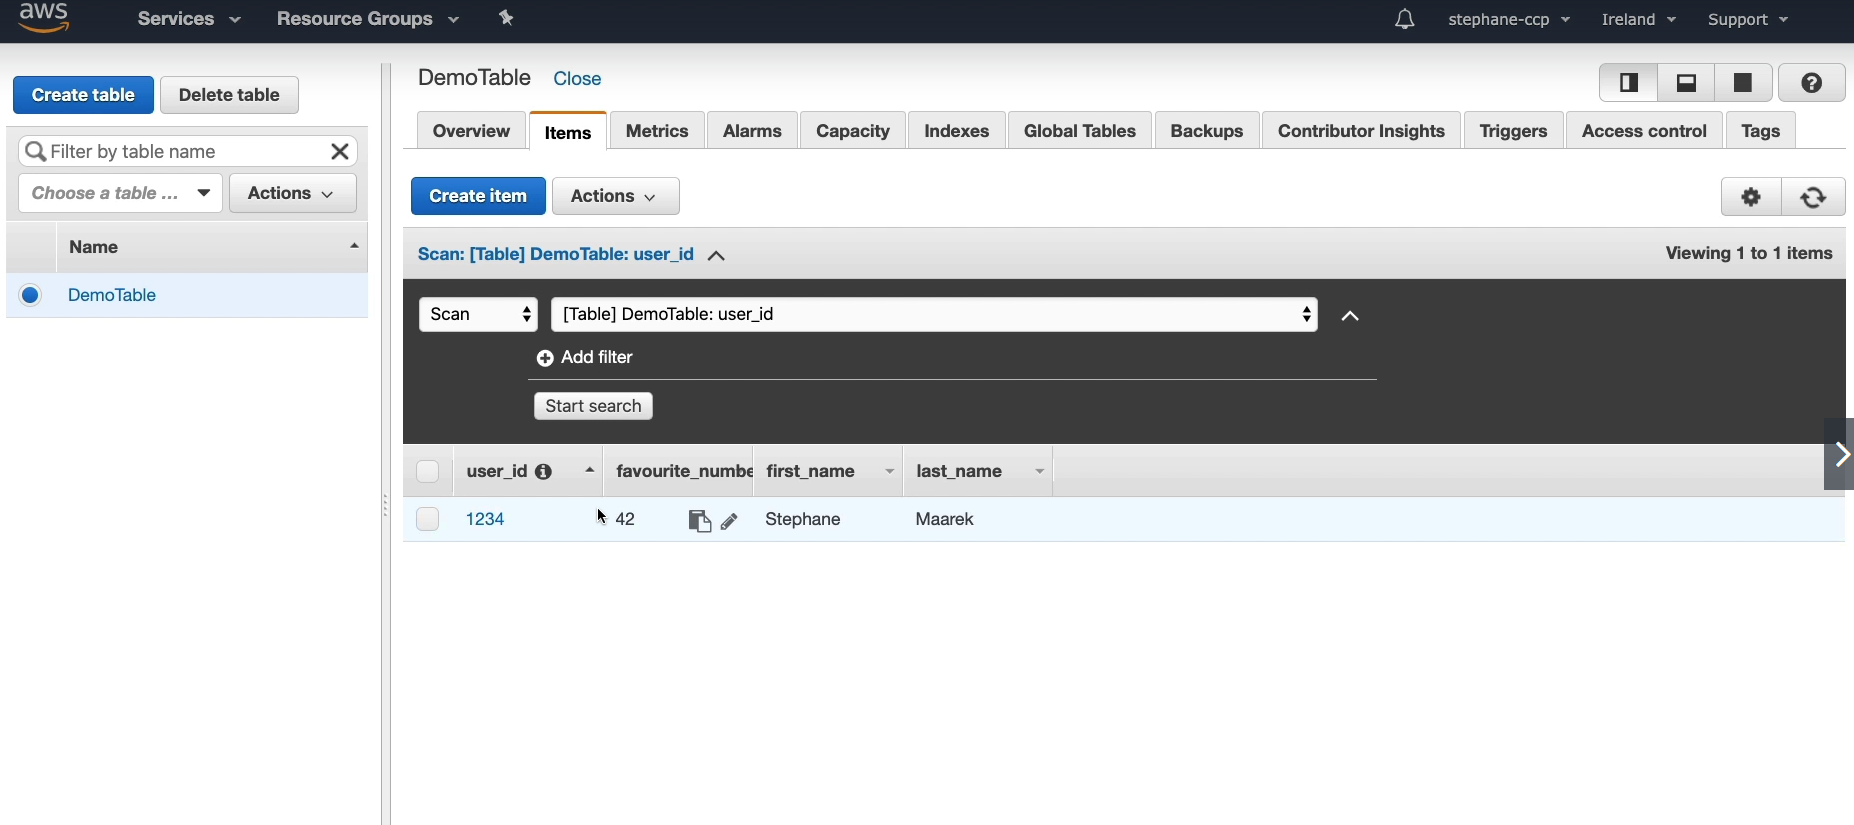 aws Services Resource Groups stephane-ccp Ireland Support
Create table Delete table
Filter by table name
Choose a table ... Actions
Name
DemoTable
DemoTable Close
Overview Items Metrics Alarms Capacity Indexes Global Tables Backups Contributor Insights Triggers Access control Tags
Create item Actions
Scan: [Table] DemoTable: user_id Viewing 1 to 1 items
Scan [Table] DemoTable: user_id
Add filter
Start search
user_id favourite_numbe first_name last_name
1234 42 Stephane Maarek